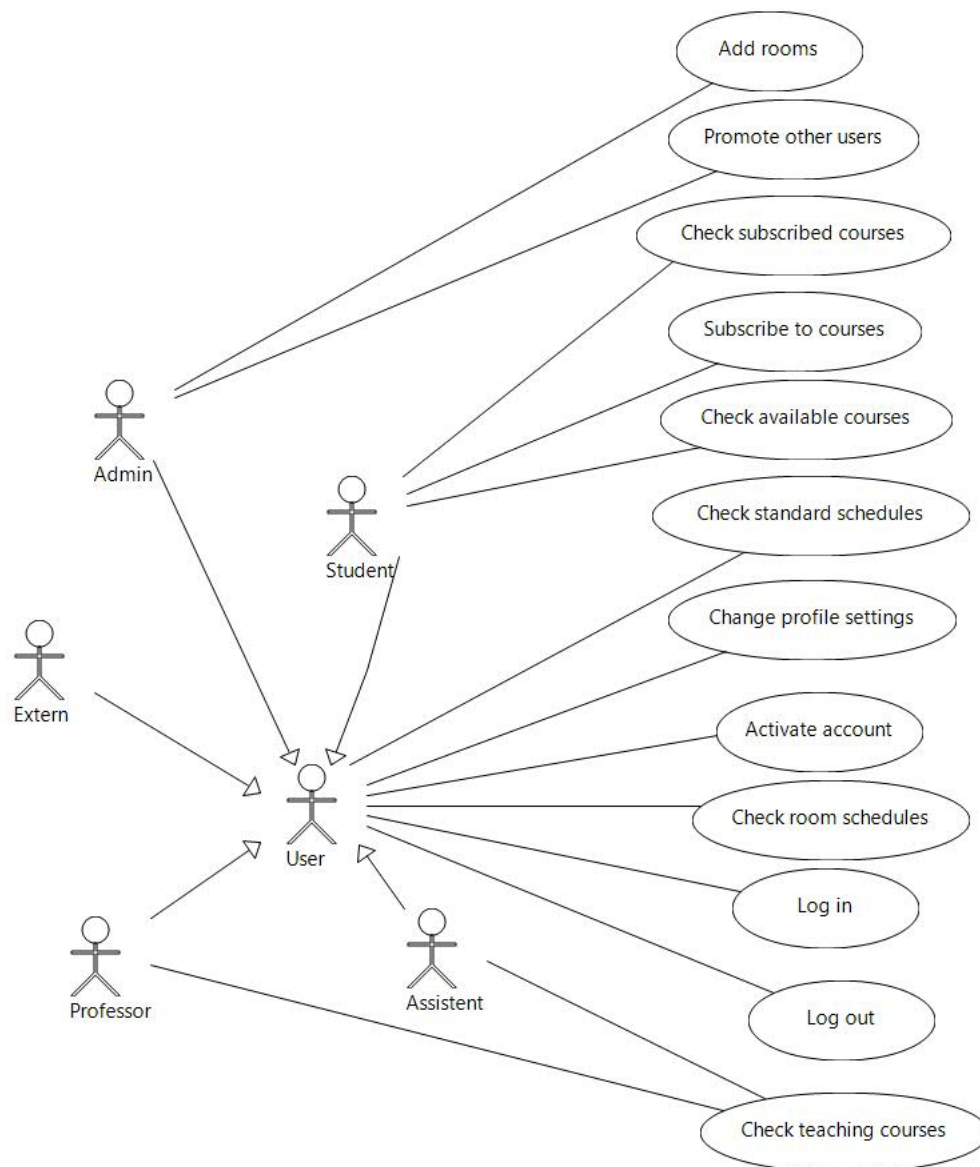 Add rooms
Promote other users
Check subscribed courses
Subscribe to courses
Check available courses
Admin
Check standard schedules
Student
Change profile settings
Extern
Activate account
Check room schedules
User
Log in
Professor
Assistent
Log out
Check teaching courses